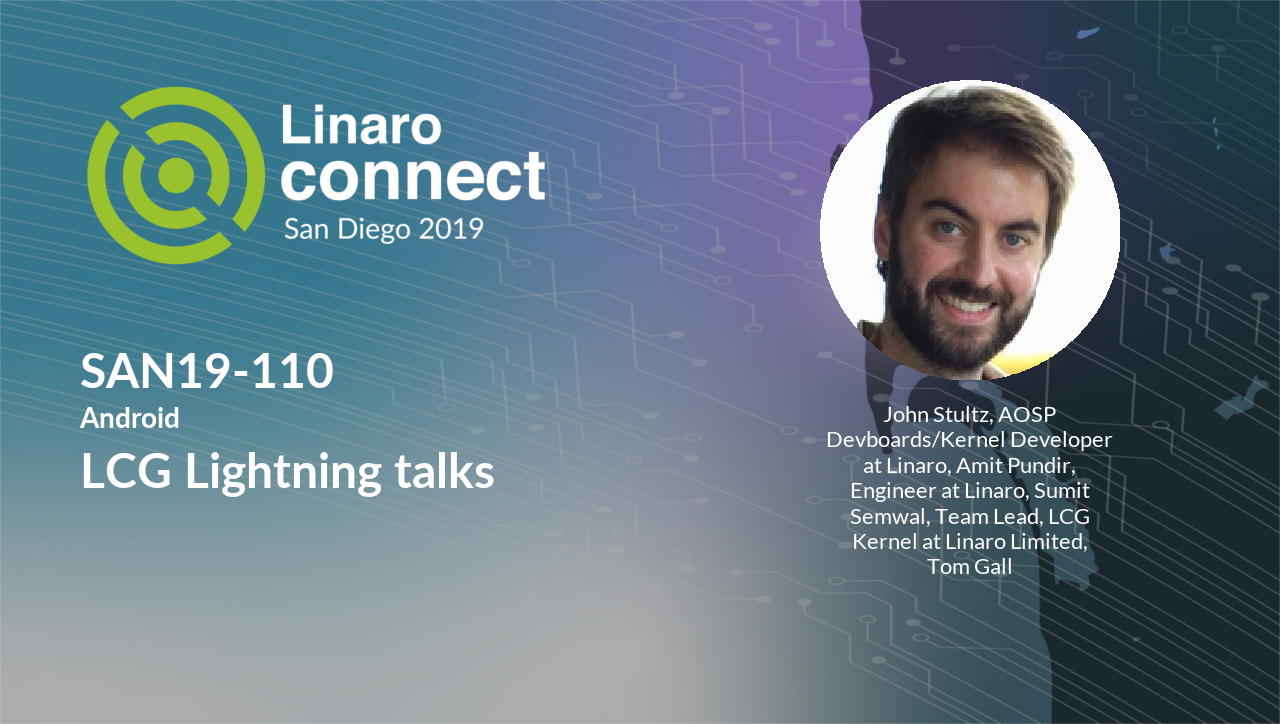 Linaro
connect
San Diego 2019
SAN19-110
Android
LCG Lightning talks
John Stultz, AOSP
Devboards/Kernel Developer
at Linaro, Amit Pundir,
Engineer at Linaro, Sumit
Semwal, Team Lead, LCG
Kernel at Linaro Limited,
Tom Gall